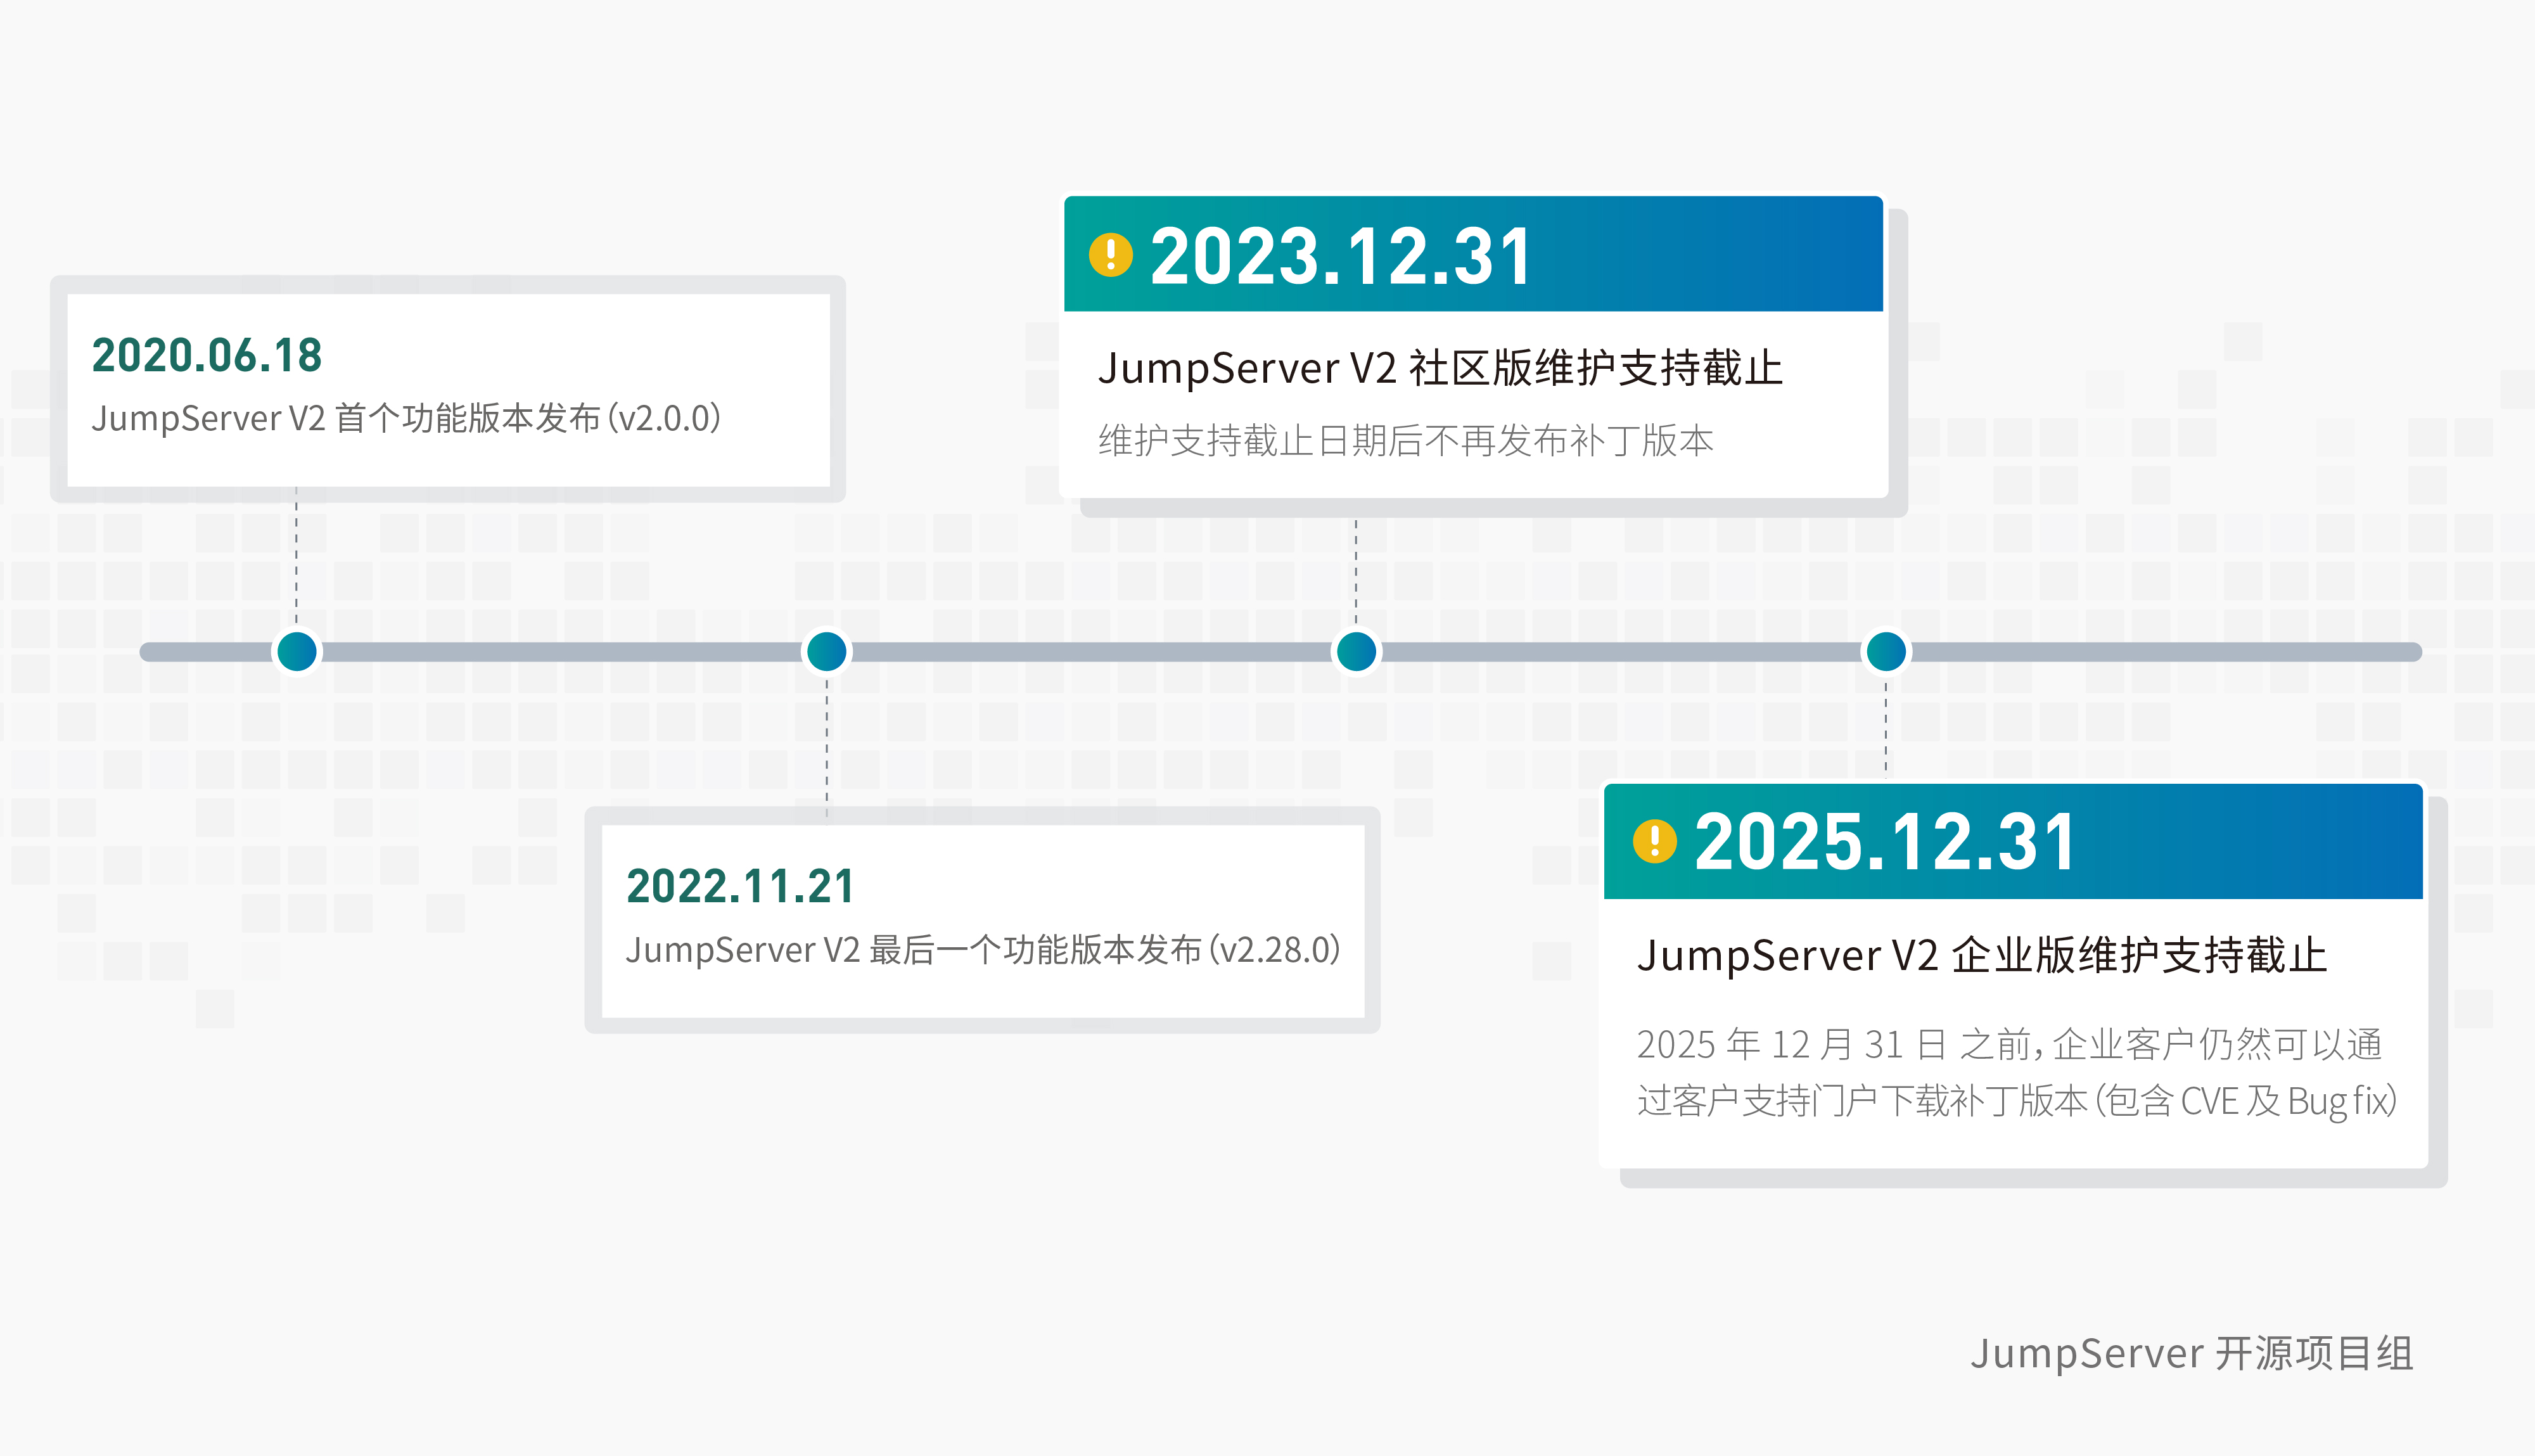 2020.06.18
JumpServer V2 首个功能版本发布(v2.0.0)
2022.11.21
JumpServer V2 最后一个功能版本发布(v2.28.0)
2023.12.31
JumpServer V2 社区版维护支持截止
维护支持截止日期后不再发布补丁版本
2025.12.31
JumpServer V2 企业版维护支持截止
2025 年 12 月 31 日 之前，企业客户仍然可以通
过客户支持门户下载补丁版本(包含 CVE 及 Bug fix)
JumpServer 开源项目组